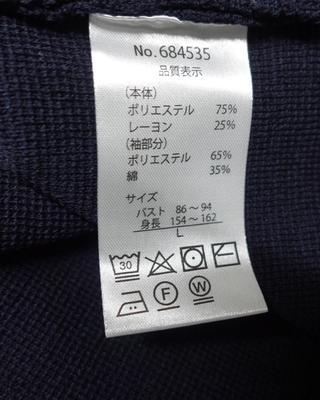 No.684535
品質表示
(本体)
ポリエステル 75%
レーヨン 25%
(袖部分)
ポリエステル 65%
綿 35%
サイズ
バスト 86～94
身長 154～162
L
30
F W